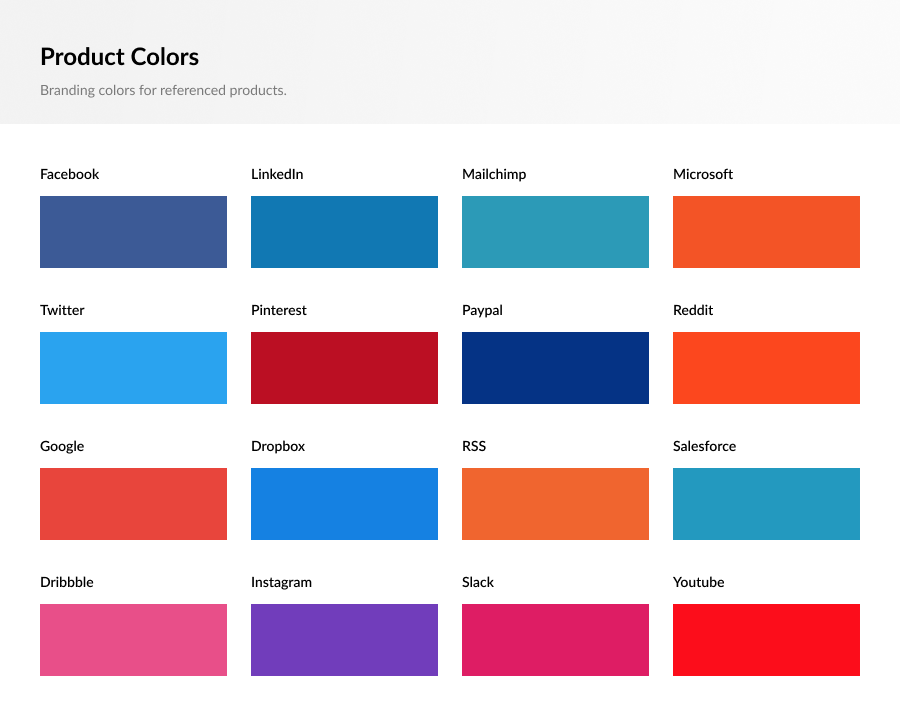 Product Colors
Branding colors for referenced products.
Facebook
LinkedIn
Mailchimp
Microsoft
Twitter
Pinterest
Paypal
Reddit
Google
Dropbox
RSS
Salesforce
Dribbble
Instagram
Slack
Youtube